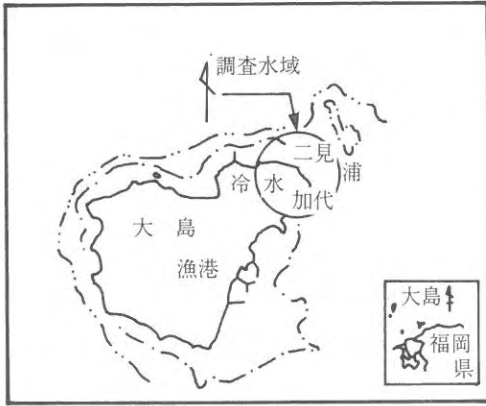 調査水域
二見
浦
冷水
加代
大島
漁港
大島
福岡
県